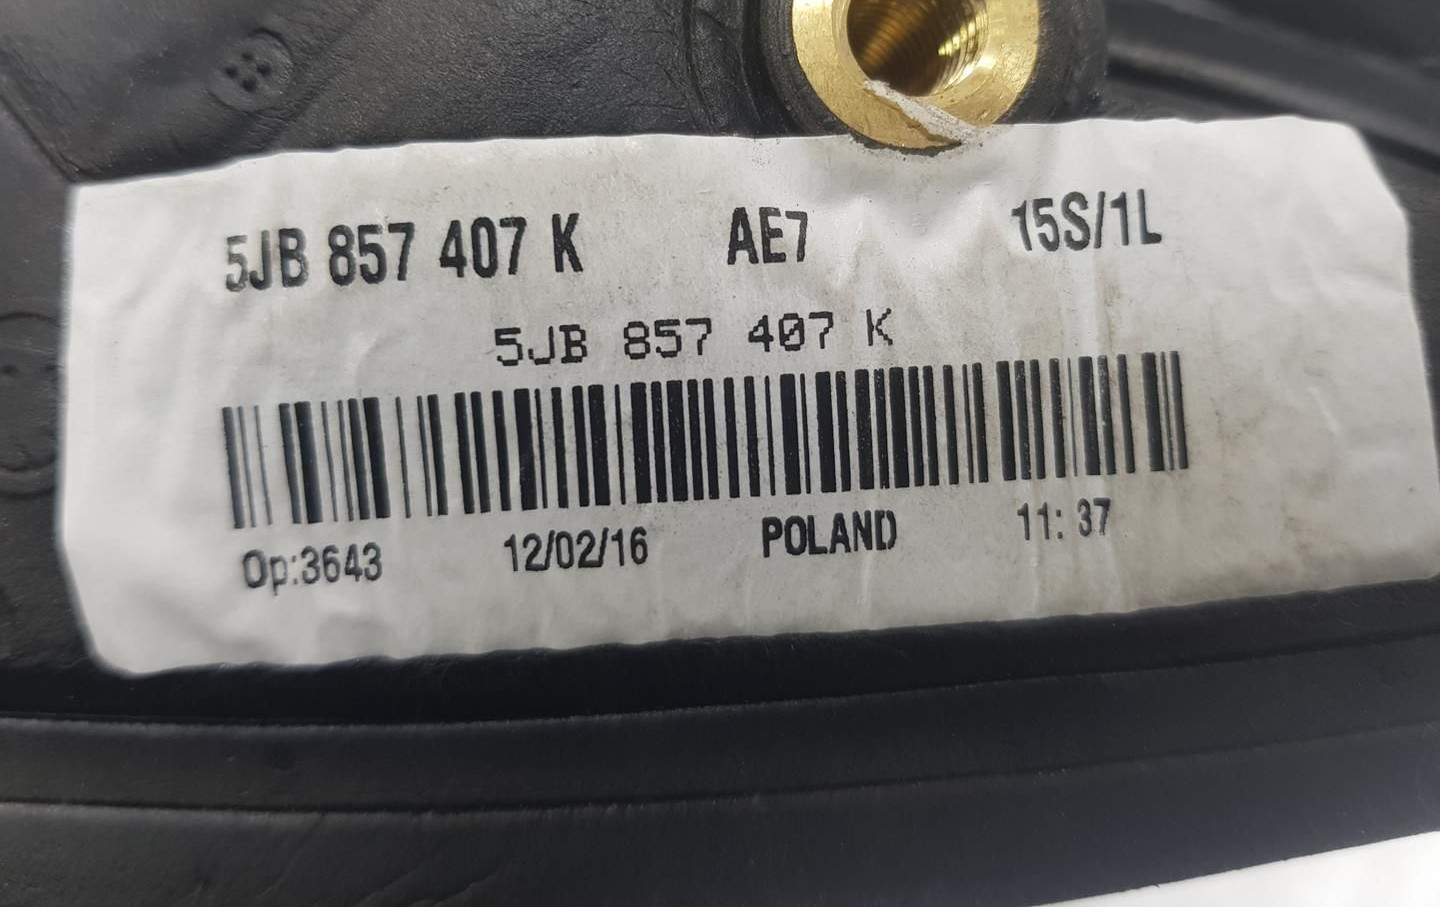 5JB 857 407 K AE7 15S/1L
5JB 857 407 K
Op:3643 12/02/16 POLAND 11: 37